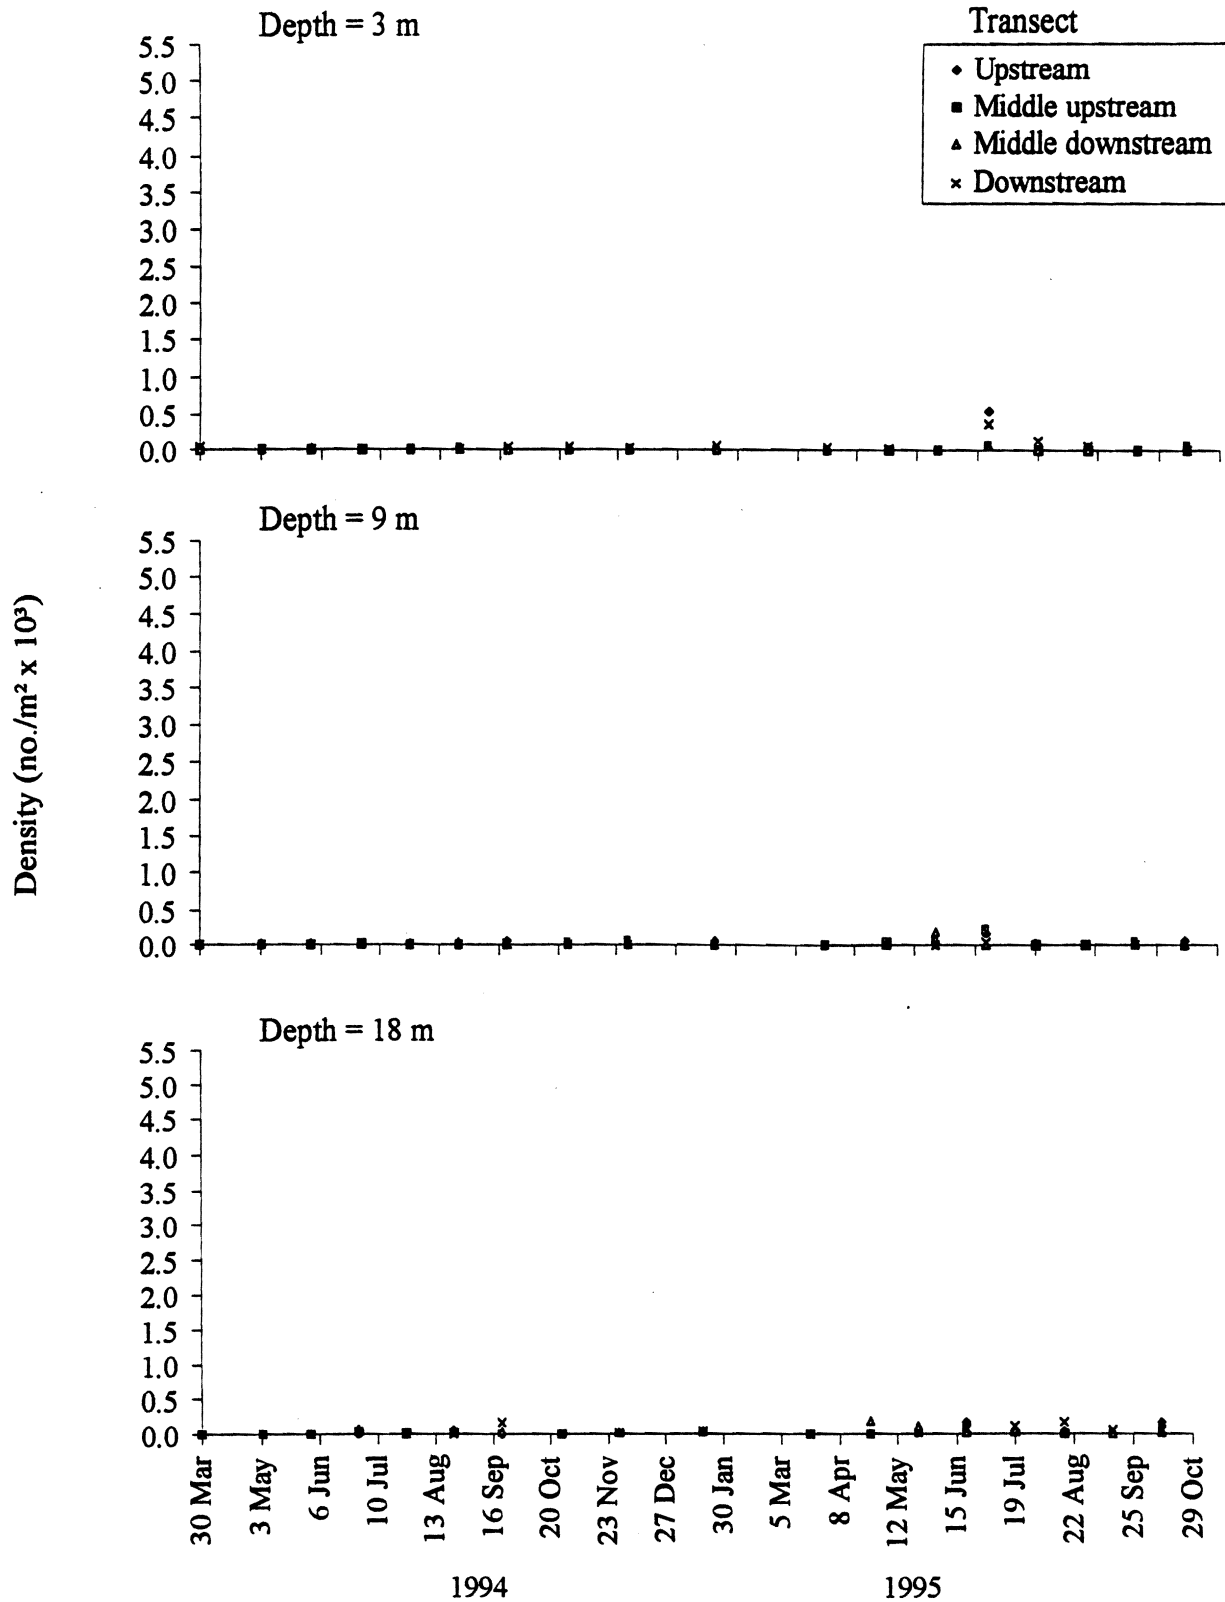 Depth = 3 m
Transect
Upstream
Middle upstream
Middle downstream
Downstream
5.5
5.0
4.5
4.0
3.5
3.0
2.5
2.0
1.5
1.0
0.5
0.0
Depth = 9 m
5.5
5.0
4.5
4.0
3.5
3.0
2.5
2.0
1.5
1.0
0.5
0.0
Density (no./m² x 10³)
Depth = 18 m
5.5
5.0
4.5
4.0
3.5
3.0
2.5
2.0
1.5
1.0
0.5
0.0
30 Mar
3 May
6 Jun
10 Jul
13 Aug
16 Sep
20 Oct
23 Nov
27 Dec
30 Jan
5 Mar
8 Apr
12 May
15 Jun
19 Jul
22 Aug
25 Sep
29 Oct
1994
1995